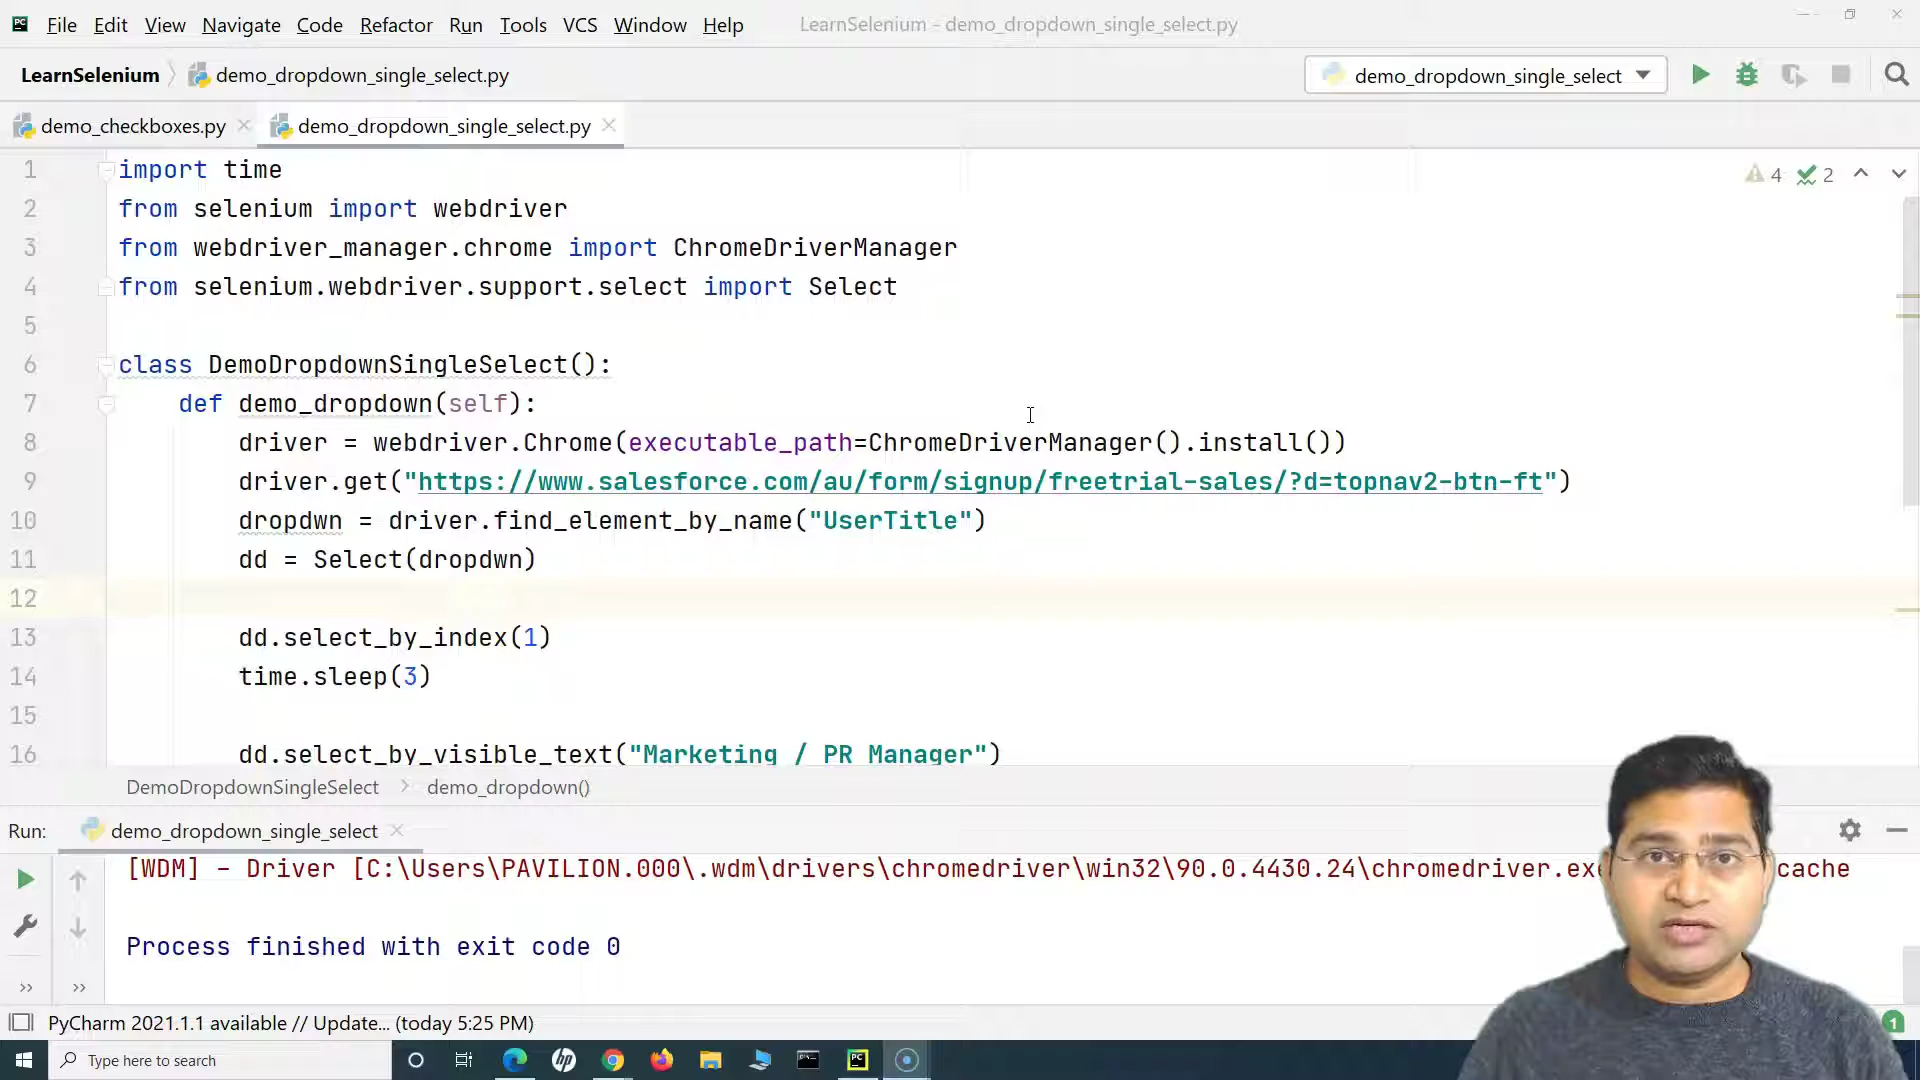 PC File Edit View Navigate Code Refactor Run Tools VCS Window Help LearnSelenium - demo_dropdown_single_select.py
LearnSelenium demo_dropdown_single_select.py demo_dropdown_single_select
demo_checkboxes.py demo_dropdown_single_select.py
1 import time
4 2
2 from selenium import webdriver
3 from webdriver_manager.chrome import ChromeDriverManager
4 from selenium.webdriver.support.select import Select
5
6 class DemoDropdownSingleSelect():
7 def demo_dropdown(self):
8 driver = webdriver.Chrome(executable_path=ChromeDriverManager().install())
9 driver.get("https://www.salesforce.com/au/form/signup/freetrial-sales/?d=topnav2-btn-ft")
10 dropdwn = driver.find_element_by_name("UserTitle")
11 dd = Select(dropdwn)
12
13 dd.select_by_index(1)
14 time.sleep(3)
15
16 dd.select_by_visible_text("Marketing / PR Manager")
DemoDropdownSingleSelect > demo_dropdown()
Run: demo_dropdown_single_select
[WDM] - Driver [C:\Users\PAVILION.000\.wdm\drivers\chromedriver\win32\90.0.4430.24\chromedriver.exe cache
Process finished with exit code 0
>> >>
PyCharm 2021.1.1 available // Update... (today 5:25 PM) 1
Type here to search hp PC